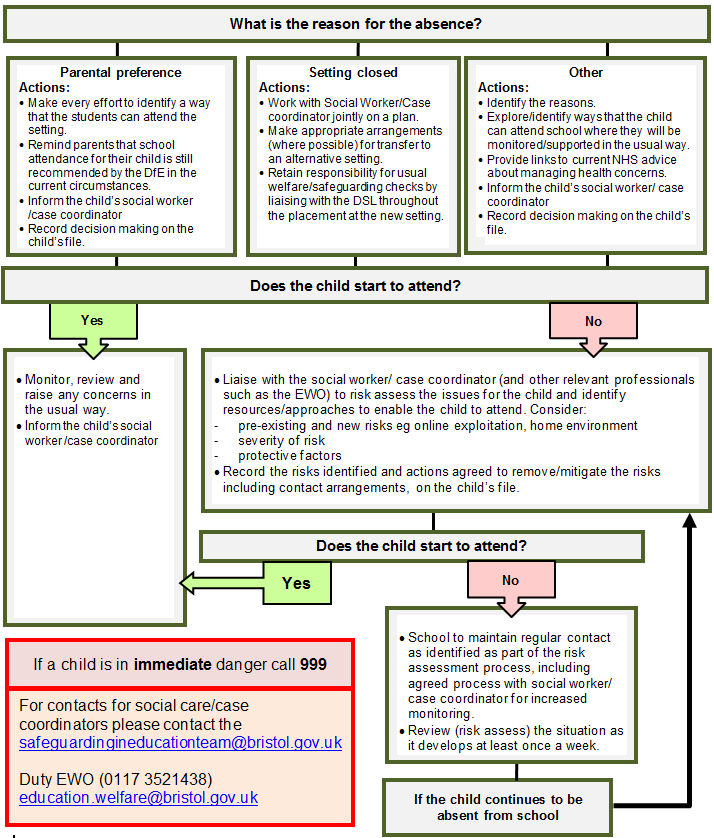 What is the reason for the absence?
Parental preference
Actions:
• Make every effort to identify a way
that the students can attend the
setting.
• Remind parents that school
attendance for their child is still
recommended by the DfE in the
current circumstances.
• Inform the child's social worker
/case coordinator
• Record decision making on the
child's file.
Setting closed
Actions:
• Work with Social Worker/Case
coordinator jointly on a plan.
• Make appropriate arrangements
(where possible) for transfer to
an alternative setting.
• Retain responsibility for usual
welfare/safeguarding checks by
liaising with the DSL throughout
the placement at the new setting.
Other
Actions:
• Identify the reasons.
• Explore/identify ways that the child
can attend school where they will be
monitored/supported in the usual way.
• Provide links to current NHS advice
about managing health concerns.
• Inform the child's social worker/ case
coordinator
• Record decision making on the child's
file.
Does the child start to attend?
Yes
No
• Monitor, review and
raise any concerns in
the usual way.
• Inform the child's social
worker /case coordinator
• Liaise with the social worker/ case coordinator (and other relevant professionals
such as the EWO) to risk assess the issues for the child and identify
resources/approaches to enable the child to attend. Consider:
- pre-existing and new risks eg online exploitation, home environment
- severity of risk
- protective factors
• Record the risks identified and actions agreed to remove/mitigate the risks
including contact arrangements, on the child's file.
Does the child start to attend?
Yes
No
• School to maintain regular contact
as identified as part of the risk
assessment process, including
agreed process with social worker/
case coordinator for increased
monitoring.
• Review (risk assess) the situation as
it develops at least once a week.
If the child continues to be
absent from school
If a child is in immediate danger call 999
For contacts for social care/case
coordinators please contact the
safeguardingineducationteam@bristol.gov.uk
Duty EWO (0117 3521438)
education.welfare@bristol.gov.uk